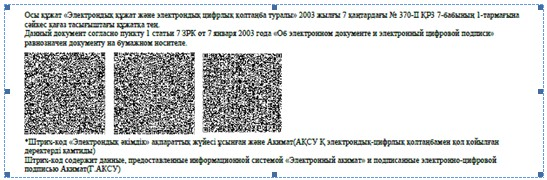 Осы құжат «Электрондық құжат және электрондық цифрлық қолтаңба туралы» 2003 жылғы 7 қаңтардағы № 370-II ҚРЗ 7-бабының 1-тармағына
сәйкес қағаз тасығыштағы құжатқа тең.
Данный документ согласно пункту 1 статьи 7 ЗРК от 7 января 2003 года «Об электронном документе и электронный цифровой подписи»
равнозначен документу на бумажном носителе.
*Штрих-код «Электрондық әкімдік» ақпараттық жүйесі ұсынған және Акимат(АҚСУ Қ электрондық-цифрлық қолтаңбамен қол қойылған
деректерді қамтиды)
Штрих-код содержит данные, предоставленные информационной системой «Электронный акимат» и подписанные электронно-цифровой
подписью Акимат(Г.АКСУ)